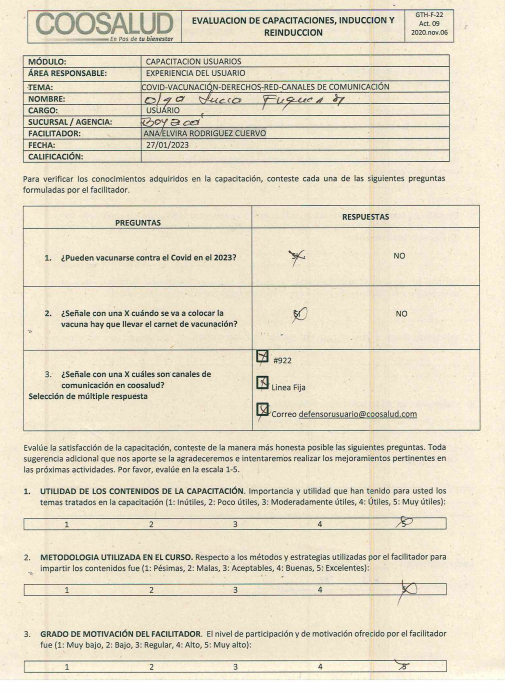 COOSALUD
En Pos de tu bienestar
EVALUACION DE CAPACITACIONES, INDUCCION Y
REINDUCCION
GTH-F-22
Act. 09
2020.nov.06
MÓDULO: CAPACITACION USUARIOS
ÁREA RESPONSABLE: EXPERIENCIA DEL USUARIO
TEMA: COVID-VACUNACIÓN-DERECHOS-RED-CANALES DE COMUNICACIÓN
NOMBRE: Olga Lucia
CARGO: USUARIO
SUCURSAL / AGENCIA: Boyacá
FACILITADOR: ANA ELVIRA RODRIGUEZ CUERVO
FECHA: 27/01/2023
CALIFICACIÓN:
Para verificar los conocimientos adquiridos en la capacitación, conteste cada una de las siguientes preguntas
formuladas por el facilitador.
PREGUNTAS RESPUESTAS
1. ¿Pueden vacunarse contra el Covid en el 2023? SI NO
2. ¿Señale con una X cuándo se va a colocar la
vacuna hay que llevar el carnet de vacunación? SI NO
3. ¿Señale con una X cuáles son canales de
comunicación en coosalud?
Selección de múltiple respuesta
X #922
X Linea Fija
X Correo defensorusuario@coosalud.com
Evalúe la satisfacción de la capacitación, conteste de la manera más honesta posible las siguientes preguntas. Toda
sugerencia adicional que nos aporte se la agradeceremos e intentaremos realizar los mejoramientos pertinentes en
las próximas actividades. Por favor, evalúe en la escala 1-5.
1. UTILIDAD DE LOS CONTENIDOS DE LA CAPACITACIÓN. Importancia y utilidad que han tenido para usted los
temas tratados en la capacitación (1: Inútiles, 2: Poco útiles, 3: Moderadamente útiles, 4: Útiles, 5: Muy útiles):
1 2 3 4 5
2. METODOLOGIA UTILIZADA EN EL CURSO. Respecto a los métodos y estrategias utilizadas por el facilitador para
impartir los contenidos fue (1: Pésimas, 2: Malas, 3: Aceptables, 4: Buenas, 5: Excelentes):
1 2 3 4 X
3. GRADO DE MOTIVACIÓN DEL FACILITADOR. El nivel de participación y de motivación ofrecido por el facilitador
fue (1: Muy bajo, 2: Bajo, 3: Regular, 4: Alto, 5: Muy alto):
1 2 3 4 5